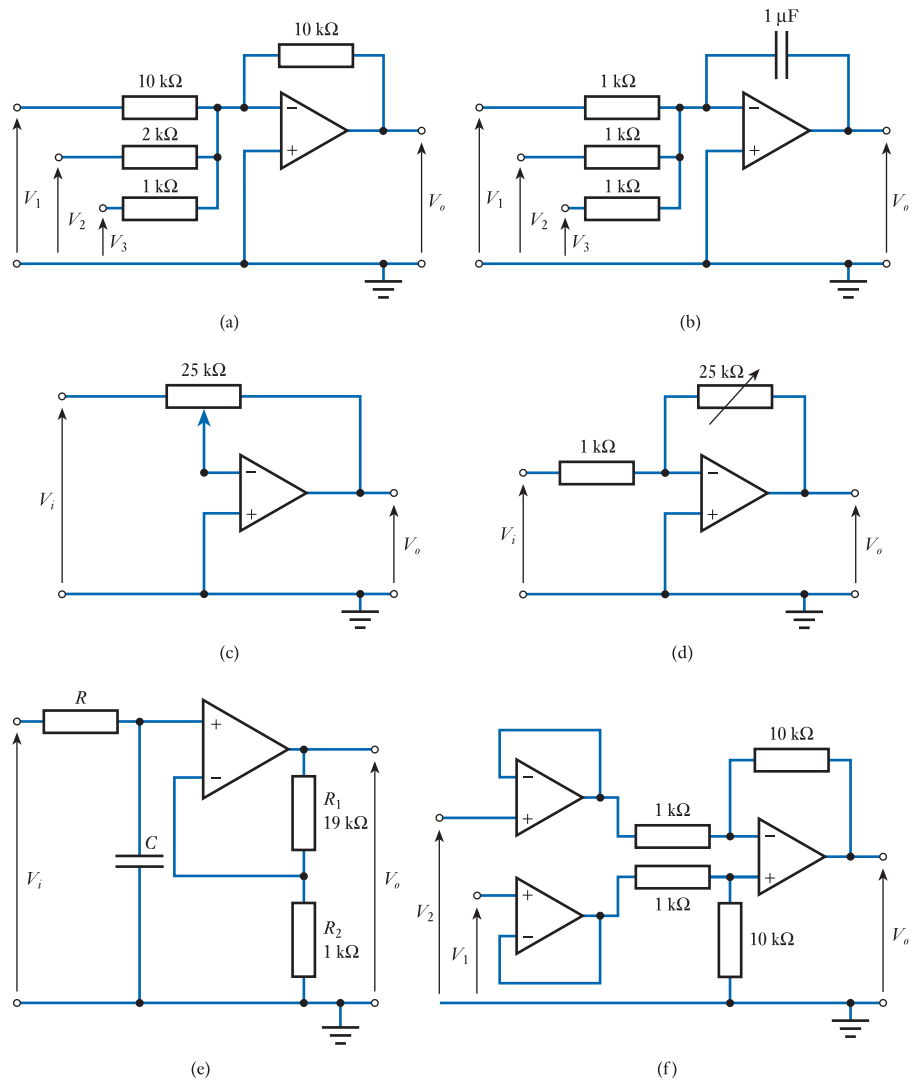 10 kΩ
10 kΩ
2 kΩ
1 kΩ
−
+
V1
V2
V3
Vo
(a)
1 μF
1 kΩ
1 kΩ
1 kΩ
−
+
V1
V2
V3
Vo
(b)
25 kΩ
−
+
Vi
Vo
(c)
25 kΩ
1 kΩ
−
+
Vi
Vo
(d)
R
+
−
R1
19 kΩ
C
Vi
Vo
R2
1 kΩ
(e)
10 kΩ
−
+
1 kΩ
−
+
1 kΩ
+
−
V2
V1
10 kΩ
Vo
(f)